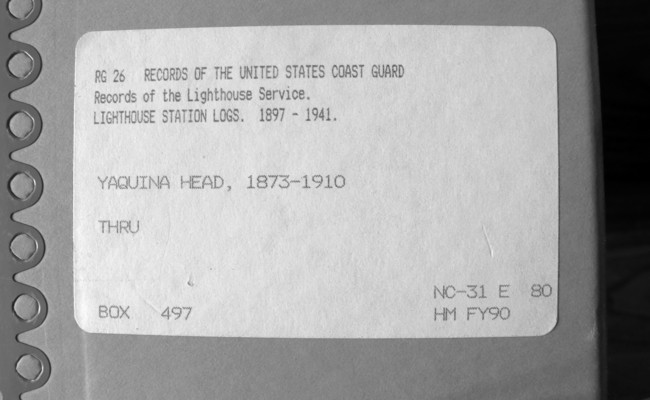 RG 26 RECORDS OF THE UNITED STATES COAST GUARD
Records of the Lighthouse Service.
LIGHTHOUSE STATION LOGS. 1897 - 1941.
YAQUINA HEAD, 1873-1910
THRU
NC-31 E 80
BOX 497 HM FY90